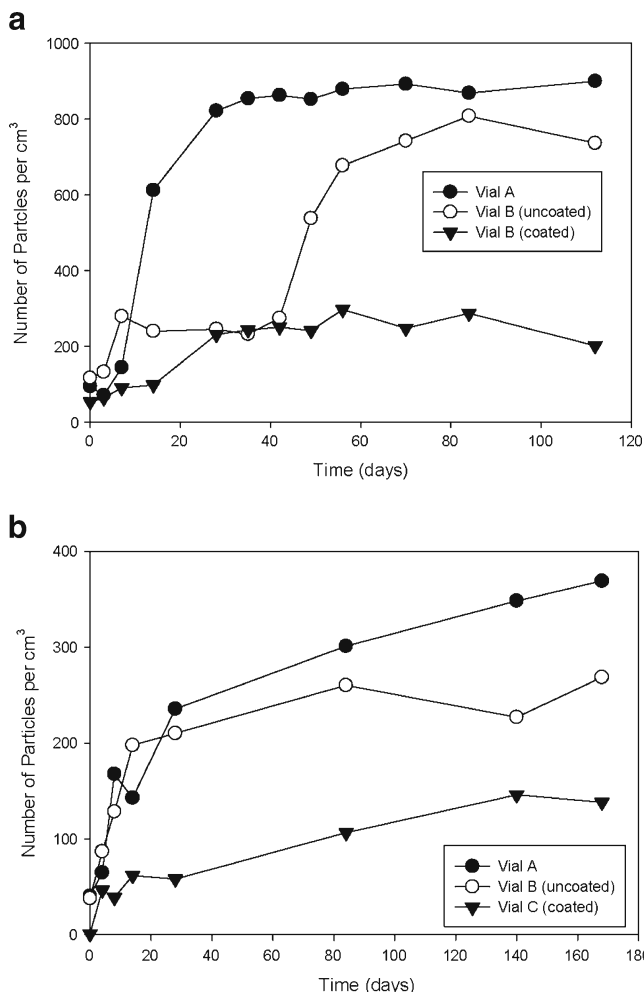 a
1000
800
600
400
200
0
Number of Partcles per cm³
0 20 40 60 80 100 120
Time (days)
Vial A
Vial B (uncoated)
Vial B (coated)
b
400
300
200
100
0
Number of Particles per cm³
0 20 40 60 80 100 120 140 160 180
Time (days)
Vial A
Vial B (uncoated)
Vial C (coated)